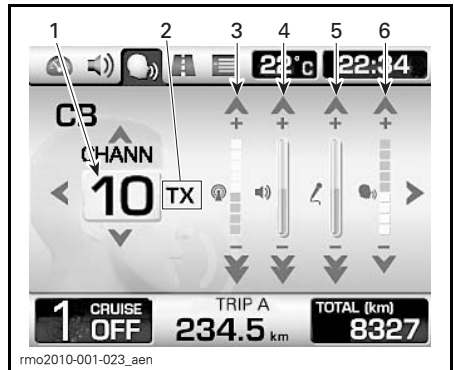 1 2 3 4 5 6
22°c 22:34
CB
CHANN
10 TX
+ + + +
- - - -
1 CRUISE OFF
TRIP A
234.5 km
TOTAL (km)
8327
rmo2010-001-023_aen